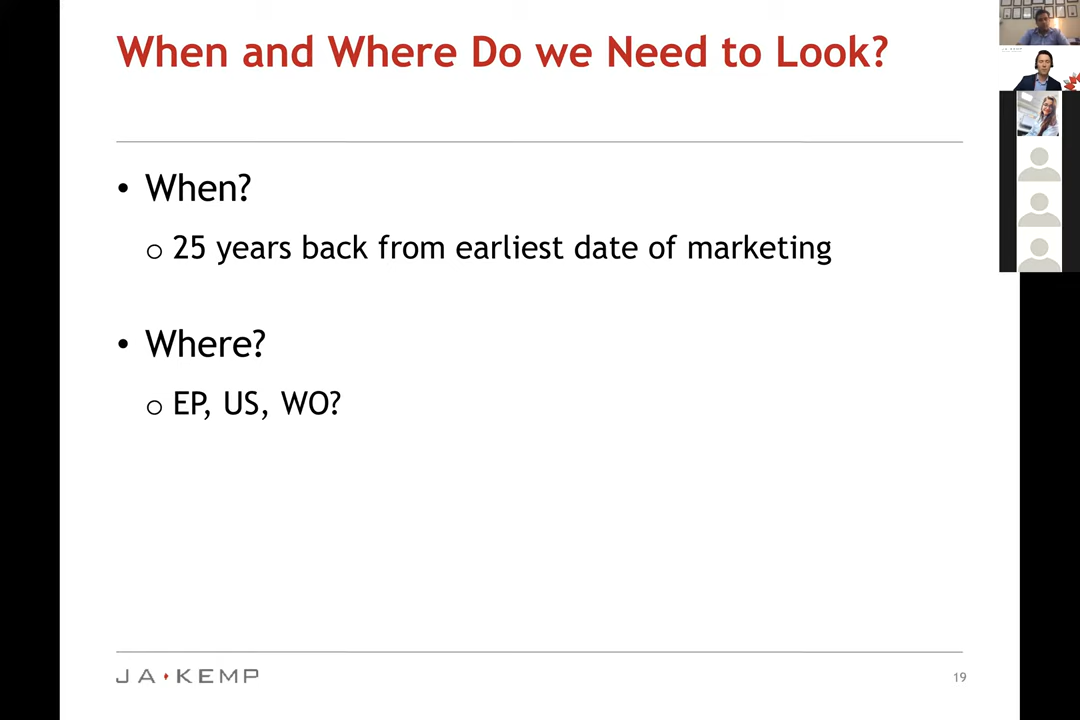 When and Where Do we Need to Look?
• When?
o 25 years back from earliest date of marketing
• Where?
o EP, US, WO?
JA KEMP
19